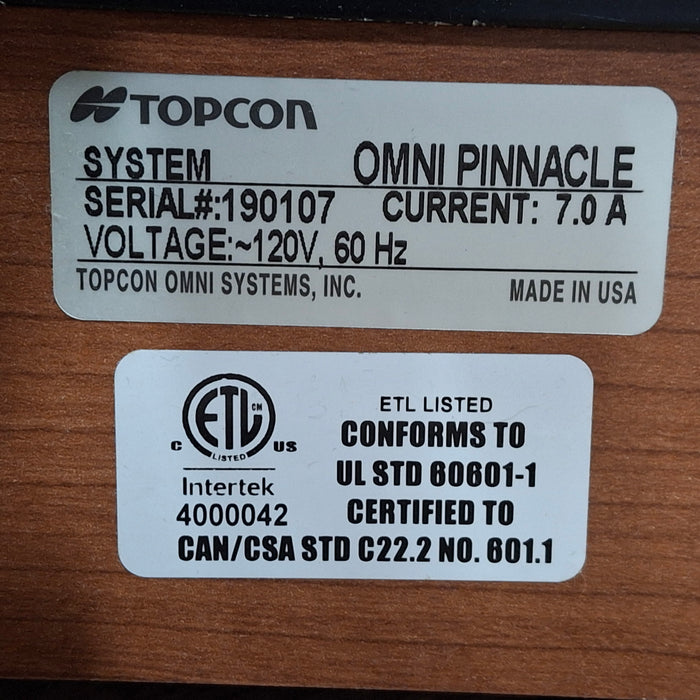 TOPCON
SYSTEM OMNI PINNACLE
SERIAL#:190107 CURRENT: 7.0 A
VOLTAGE:~120V, 60 Hz
TOPCON OMNI SYSTEMS, INC. MADE IN USA
ETL CM
LISTED
C US
Intertek
4000042
ETL LISTED
CONFORMS TO
UL STD 60601-1
CERTIFIED TO
CAN/CSA STD C22.2 NO. 601.1